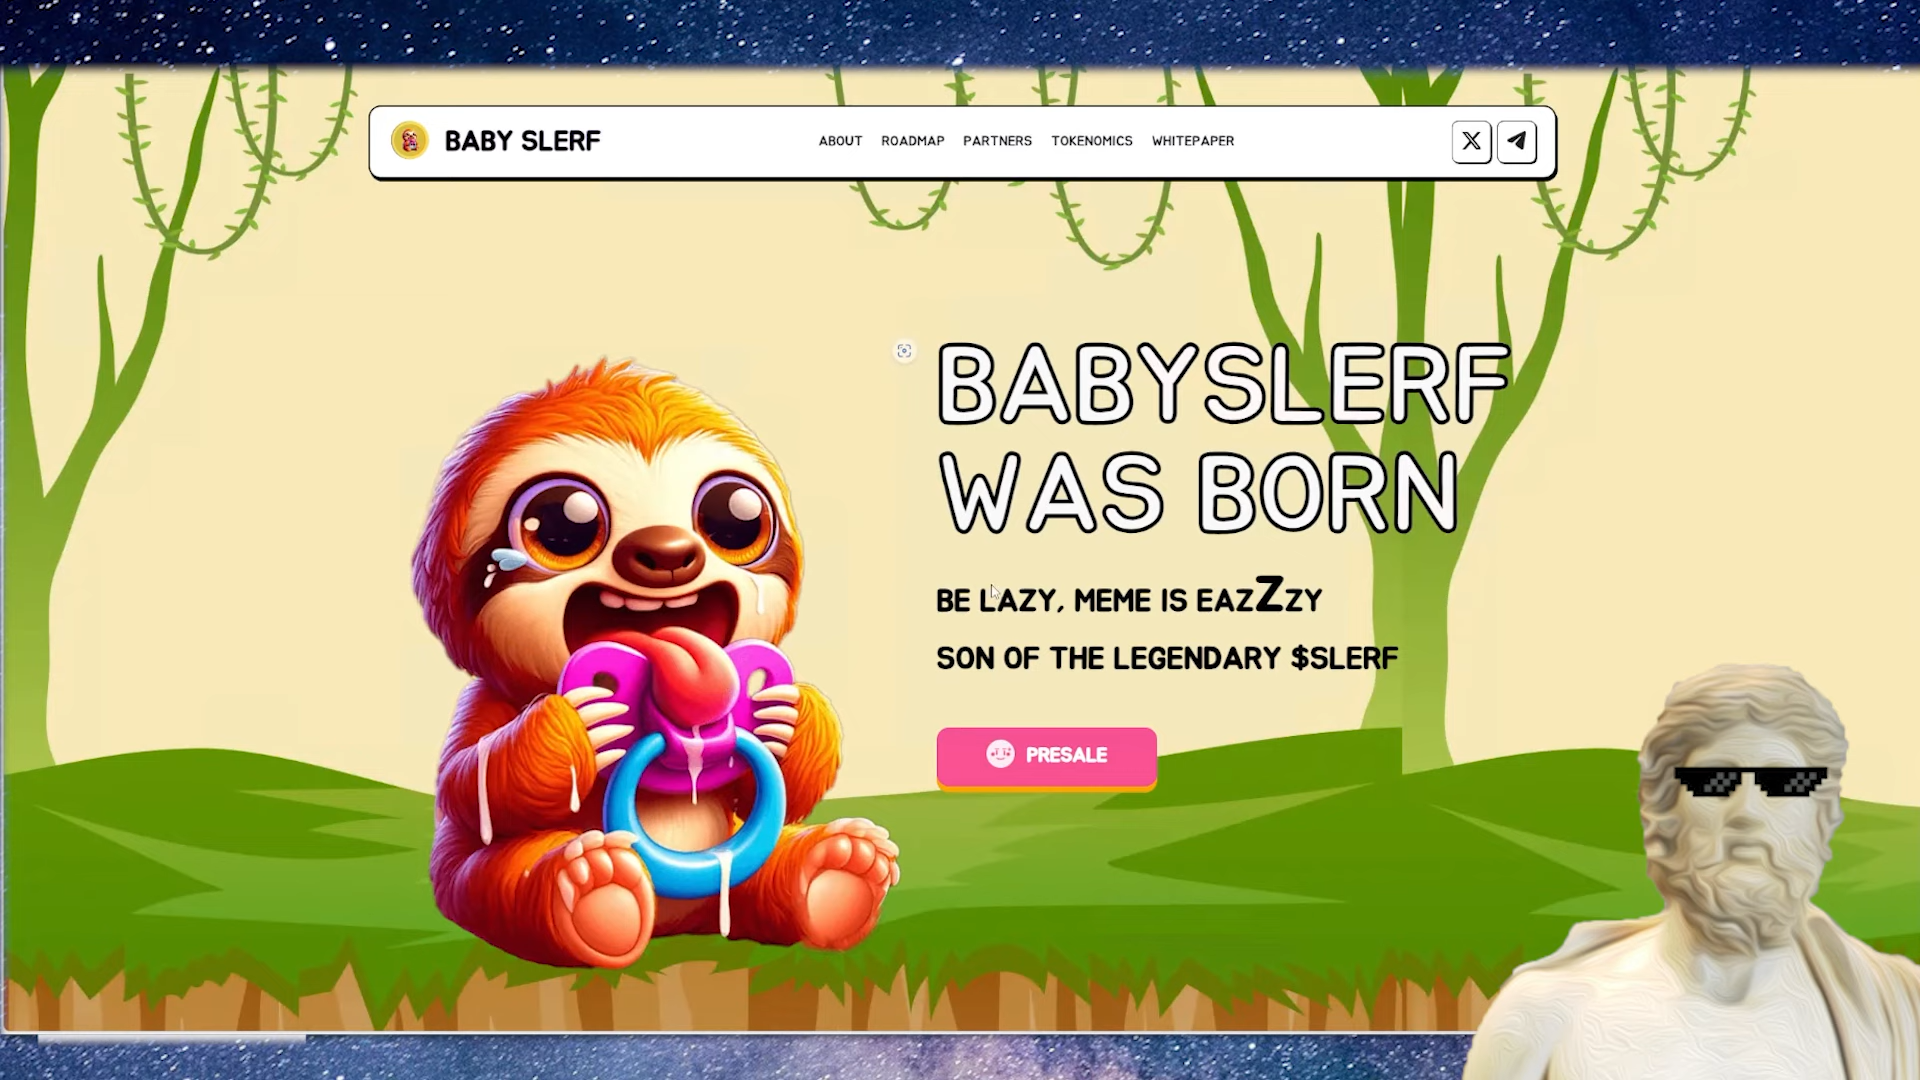 BABY SLERF
ABOUT ROADMAP PARTNERS TOKENOMICS WHITEPAPER
BABYSLERF
WAS BORN
BE LAZY, MEME IS EAZZZY
SON OF THE LEGENDARY $SLERF
PRESALE